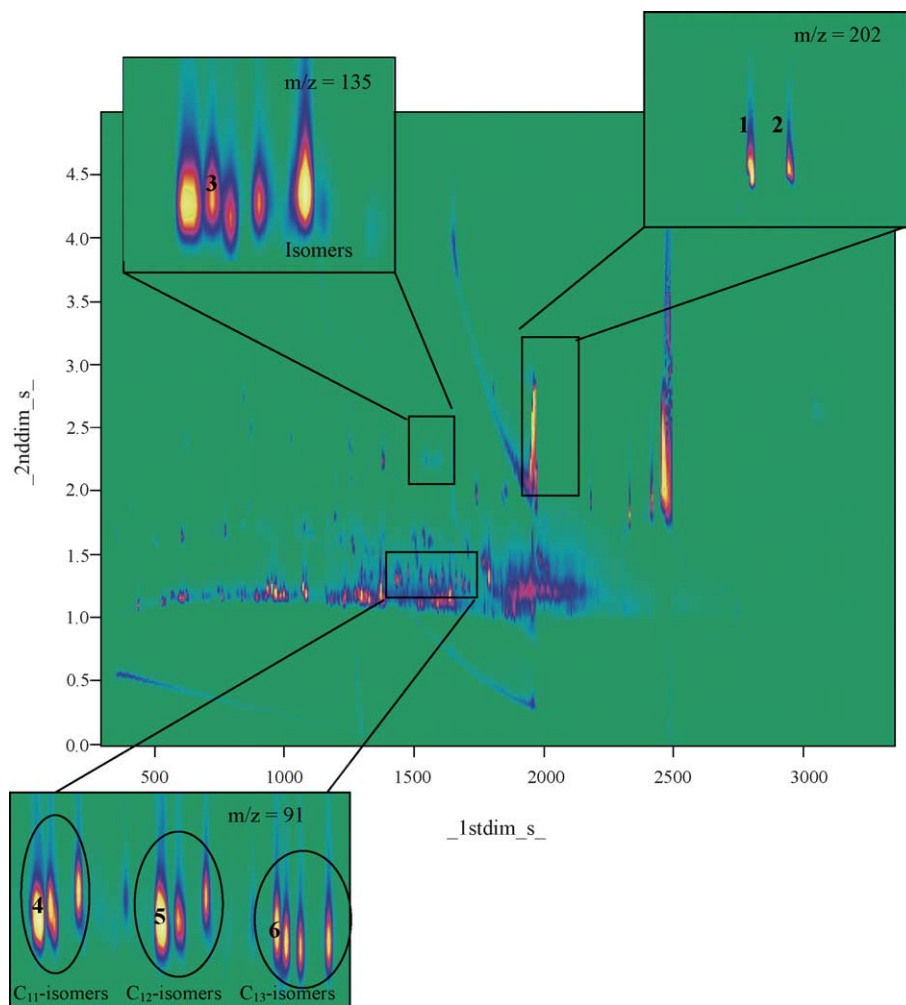 m/z = 202
1 2
m/z = 135
3
Isomers
_2nddim_s_
4.5
4.0
3.5
3.0
2.5
2.0
1.5
1.0
0.5
0.0
500 1000 1500 2000 2500 3000
_1stdim_s_
m/z = 91
4 5 6
C₁₁-isomers C₁₂-isomers C₁₃-isomers